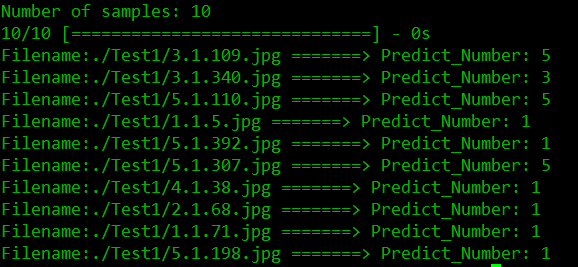 Number of samples: 10
10/10 [==============================] - 0s
Filename:./Test1/3.1.109.jpg =======> Predict_Number: 5
Filename:./Test1/3.1.340.jpg =======> Predict_Number: 3
Filename:./Test1/5.1.110.jpg =======> Predict_Number: 5
Filename:./Test1/1.1.5.jpg =======> Predict_Number: 1
Filename:./Test1/5.1.392.jpg =======> Predict_Number: 1
Filename:./Test1/5.1.307.jpg =======> Predict_Number: 5
Filename:./Test1/4.1.38.jpg =======> Predict_Number: 1
Filename:./Test1/2.1.68.jpg =======> Predict_Number: 1
Filename:./Test1/1.1.71.jpg =======> Predict_Number: 1
Filename:./Test1/5.1.198.jpg =======> Predict_Number: 1